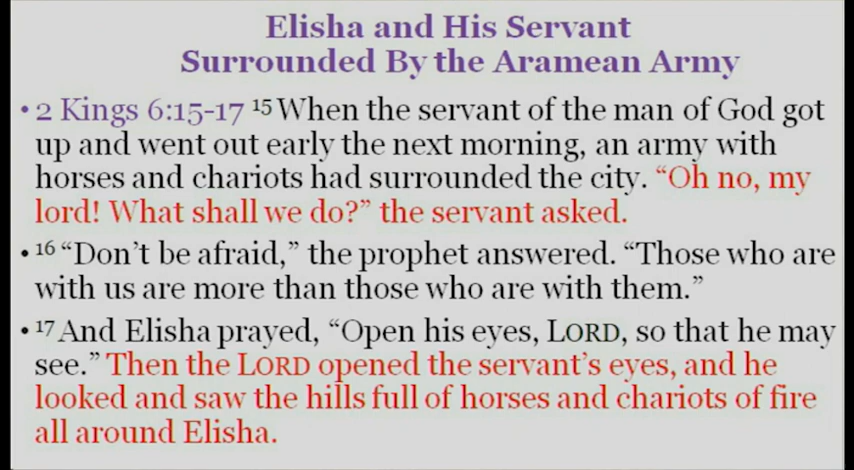 Elisha and His Servant
Surrounded By the Aramean Army
• 2 Kings 6:15-17 15 When the servant of the man of God got
up and went out early the next morning, an army with
horses and chariots had surrounded the city. “Oh no, my
lord! What shall we do?” the servant asked.
• 16 “Don’t be afraid,” the prophet answered. “Those who are
with us are more than those who are with them.”
• 17 And Elisha prayed, “Open his eyes, LORD, so that he may
see.” Then the LORD opened the servant’s eyes, and he
looked and saw the hills full of horses and chariots of fire
all around Elisha.